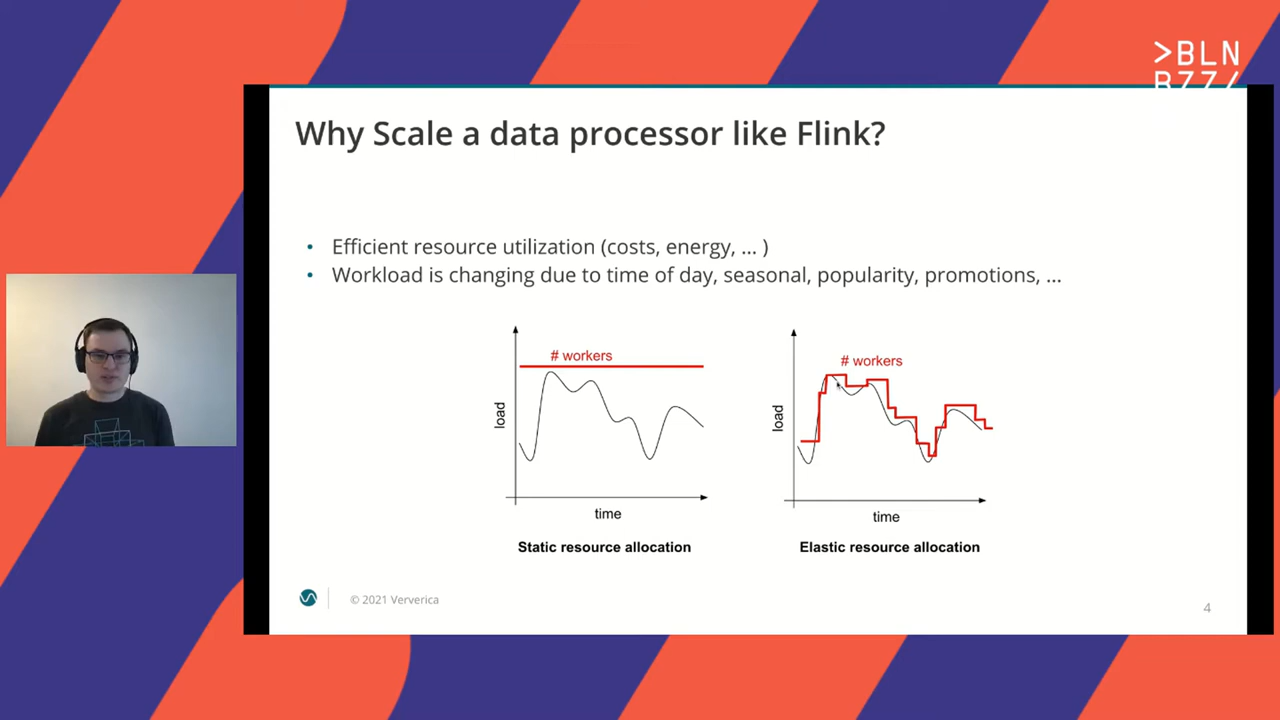 >BLN
BZZ/
Why Scale a data processor like Flink?
• Efficient resource utilization (costs, energy, ... )
• Workload is changing due to time of day, seasonal, popularity, promotions, ...
# workers
load
time
Static resource allocation
# workers
load
time
Elastic resource allocation
© 2021 Ververica
4